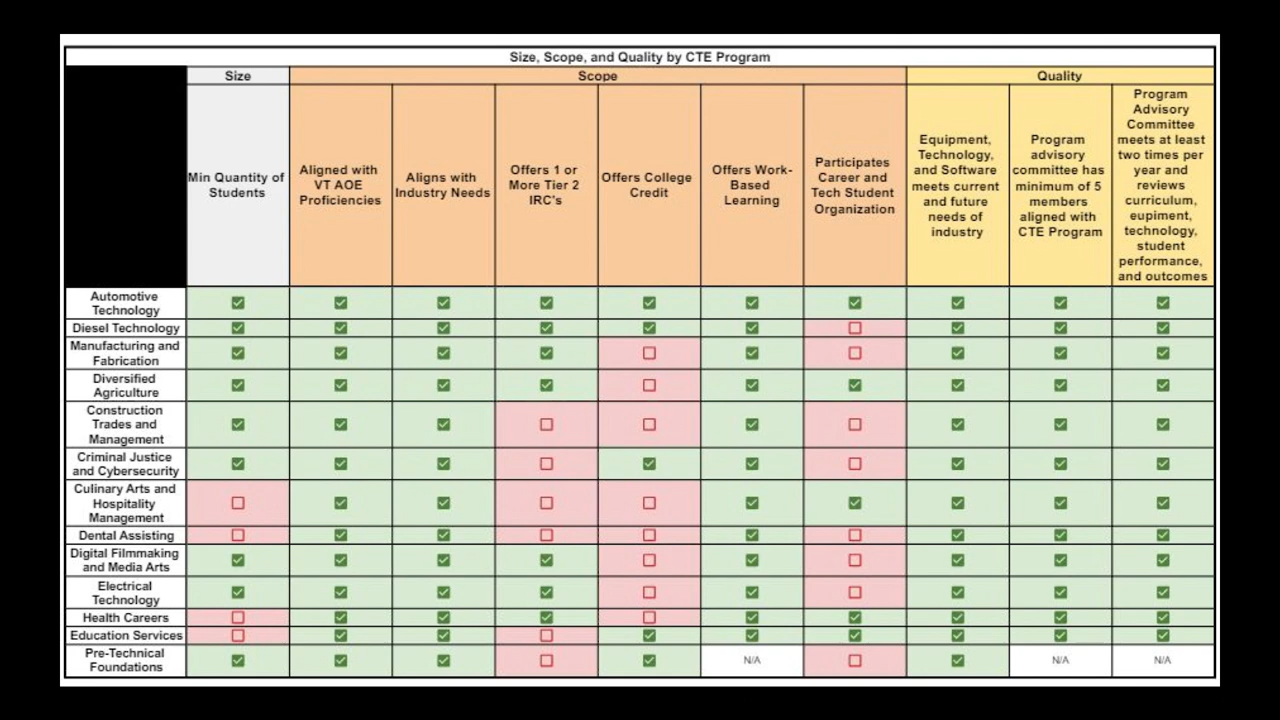 Size, Scope, and Quality by CTE Program
Size
Scope
Quality
Min Quantity of
Students
Aligned with
VT AOE
Proficiencies
Aligns with
Industry Needs
Offers 1 or
More Tier 2
IRC's
Offers College
Credit
Offers Work-
Based
Learning
Participates
Career and
Tech Student
Organization
Equipment,
Technology,
and Software
meets current
and future
needs of
industry
Program
advisory
committee has
minimum of 5
members
aligned with
CTE Program
Program
Advisory
Committee
meets at least
two times per
year and
reviews
curriculum,
eupiment,
technology,
student
performance,
and outcomes
Automotive
Technology
Diesel Technology
Manufacturing and
Fabrication
Diversified
Agriculture
Construction
Trades and
Management
Criminal Justice
and Cybersecurity
Culinary Arts and
Hospitality
Management
Dental Assisting
Digital Filmmaking
and Media Arts
Electrical
Technology
Health Careers
Education Services
Pre-Technical
Foundations
N/A
N/A
N/A